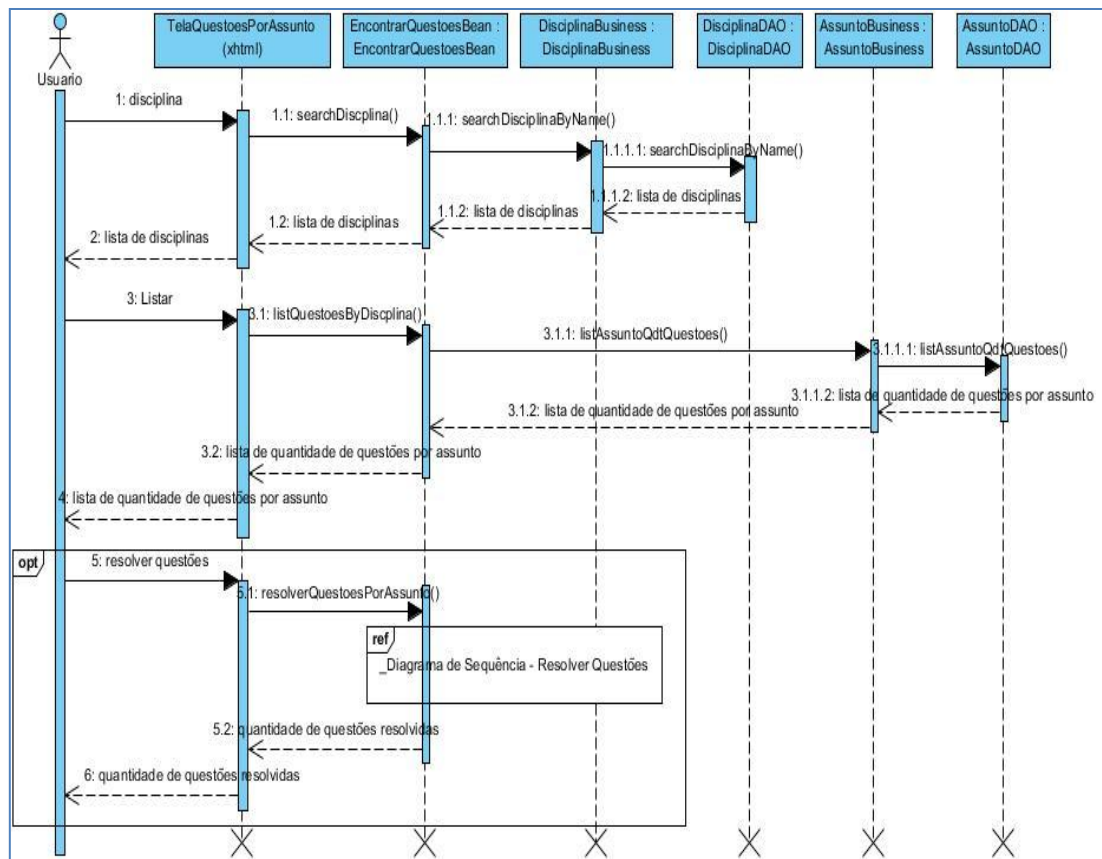 TelaQuestoesPorAssunto
(xhtml)
EncontrarQuestoesBean :
EncontrarQuestoesBean
DisciplinaBusiness :
DisciplinaBusiness
DisciplinaDAO :
DisciplinaDAO
AssuntoBusiness :
AssuntoBusiness
AssuntoDAO :
AssuntoDAO
Usuario
1: disciplina
1.1: searchDiscplina()
1.1.1: searchDisciplinaByName()
1.1.1.1: searchDisciplinaByName()
1.1.1.2: lista de disciplinas
1.1.2: lista de disciplinas
1.2: lista de disciplinas
2: lista de disciplinas
3: Listar
3.1: listQuestoesByDiscplina()
3.1.1: listAssuntoQdtQuestoes()
3.1.1.1: listAssuntoQdtQuestoes()
3.1.1.2: lista de quantidade de questões por assunto
3.1.2: lista de quantidade de questões por assunto
3.2: lista de quantidade de questões por assunto
4: lista de quantidade de questões por assunto
opt
5: resolver questões
5.1: resolverQuestoesPorAssunto()
ref
_Diagrama de Sequência - Resolver Questões
5.2: quantidade de questões resolvidas
6: quantidade de questões resolvidas